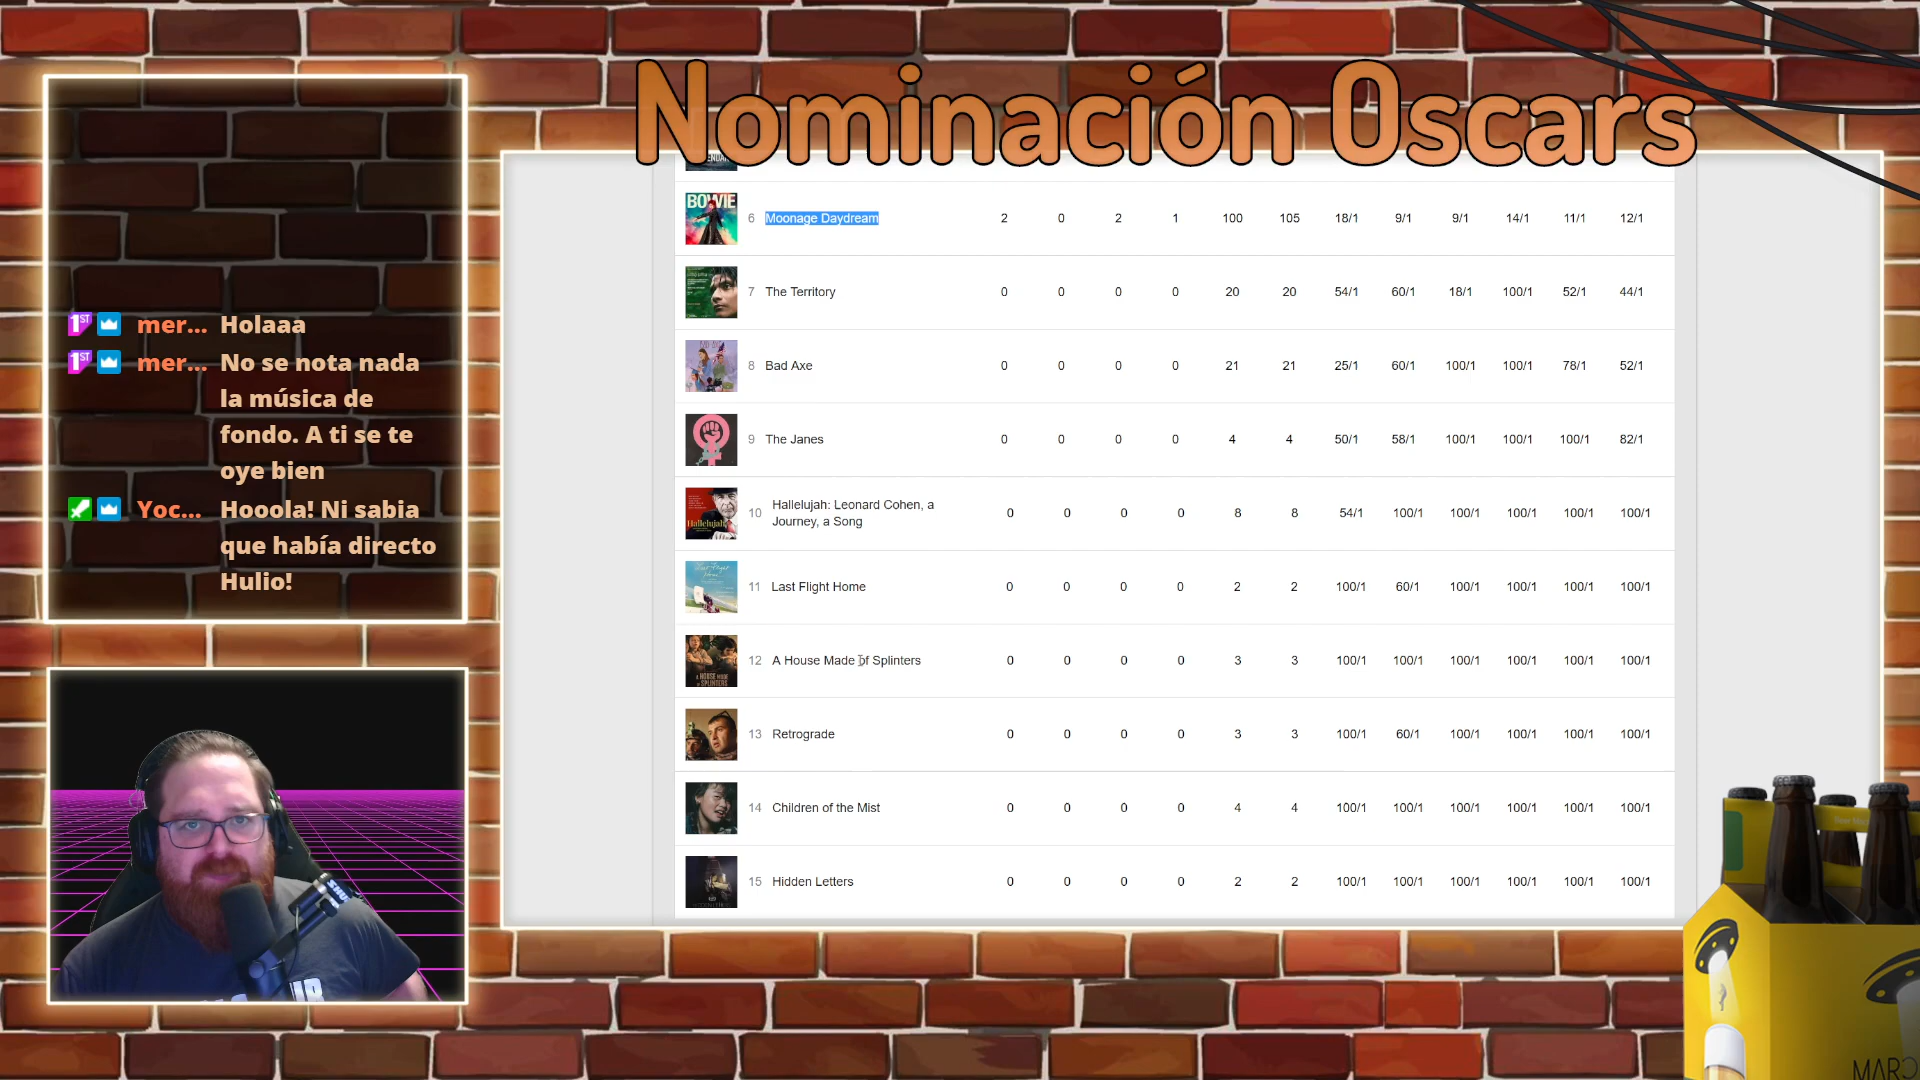 Nominación Oscars
BOWIE
6 Moonage Daydream 2 0 2 1 100 105 18/1 9/1 9/1 14/1 11/1 12/1
7 The Territory 0 0 0 0 20 20 54/1 60/1 18/1 100/1 52/1 44/1
8 Bad Axe 0 0 0 0 21 21 25/1 60/1 100/1 100/1 78/1 52/1
9 The Janes 0 0 0 0 4 4 50/1 58/1 100/1 100/1 100/1 82/1
Hallelujah
10 Hallelujah: Leonard Cohen, a
Journey, a Song
0 0 0 0 8 8 54/1 100/1 100/1 100/1 100/1 100/1
11 Last Flight Home 0 0 0 0 2 2 100/1 60/1 100/1 100/1 100/1 100/1
12 A House Made of Splinters 0 0 0 0 3 3 100/1 100/1 100/1 100/1 100/1 100/1
13 Retrograde 0 0 0 0 3 3 100/1 60/1 100/1 100/1 100/1 100/1
14 Children of the Mist 0 0 0 0 4 4 100/1 100/1 100/1 100/1 100/1 100/1
15 Hidden Letters 0 0 0 0 2 2 100/1 100/1 100/1 100/1 100/1 100/1
1ST mer... Holaaa
1ST mer... No se nota nada
la música de
fondo. A ti se te
oye bien
Yoc... Hooola! Ni sabia
que había directo
Hulio!
SHU
MARC